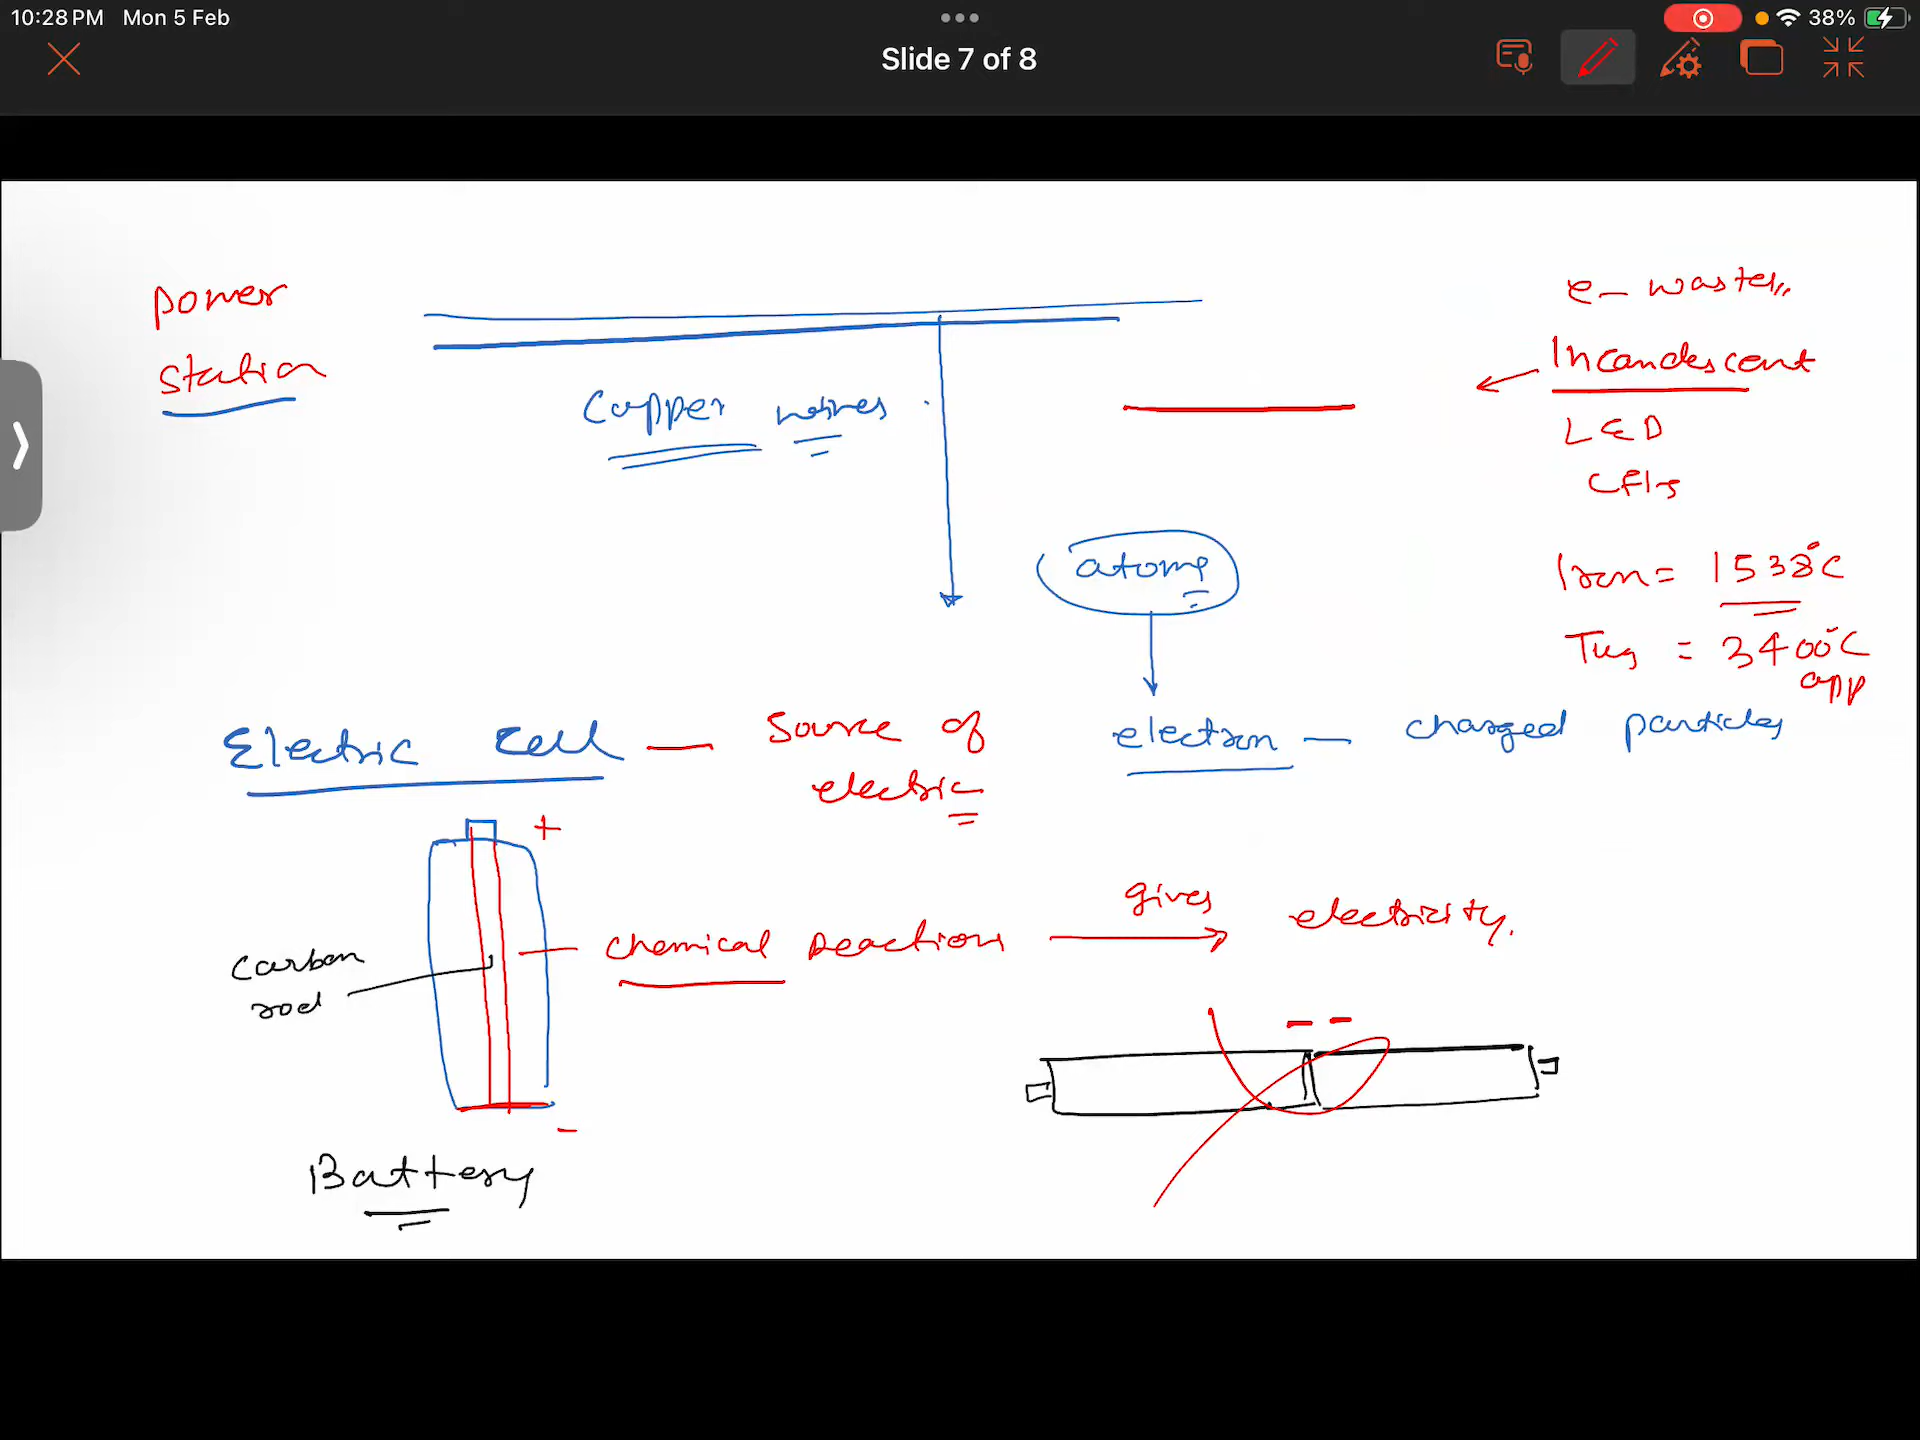 10:28 PM Mon 5 Feb
38%
Slide 7 of 8
power
station
Copper wires
e-waste
Incandescent
LED
CFLs
atoms
Iron = 1538°C
Tug = 3400°C
app
Electric Cell — Source of
electric
electron — charged particles
+
carbon
rod
chemical reactions
gives
electricity.
- -
-
Battery